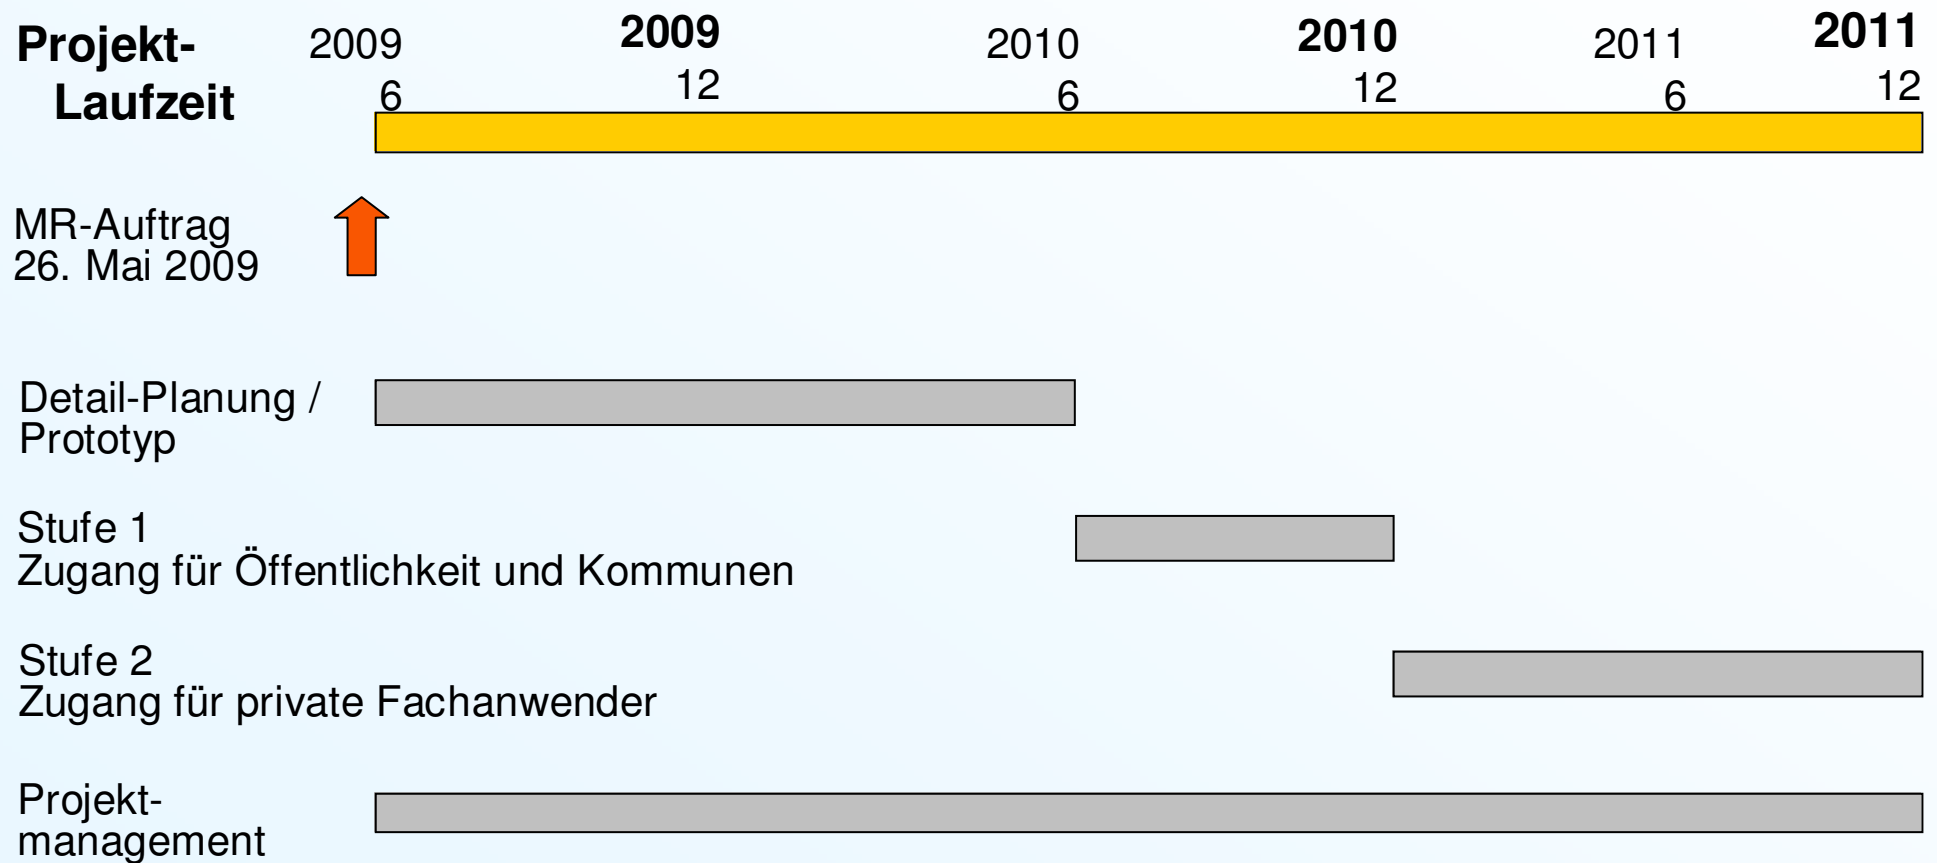 Projekt-
Laufzeit
2009
6
2009
12
2010
6
2010
12
2011
6
2011
12
MR-Auftrag
26. Mai 2009
Detail-Planung /
Prototyp
Stufe 1
Zugang für Öffentlichkeit und Kommunen
Stufe 2
Zugang für private Fachanwender
Projekt-
management